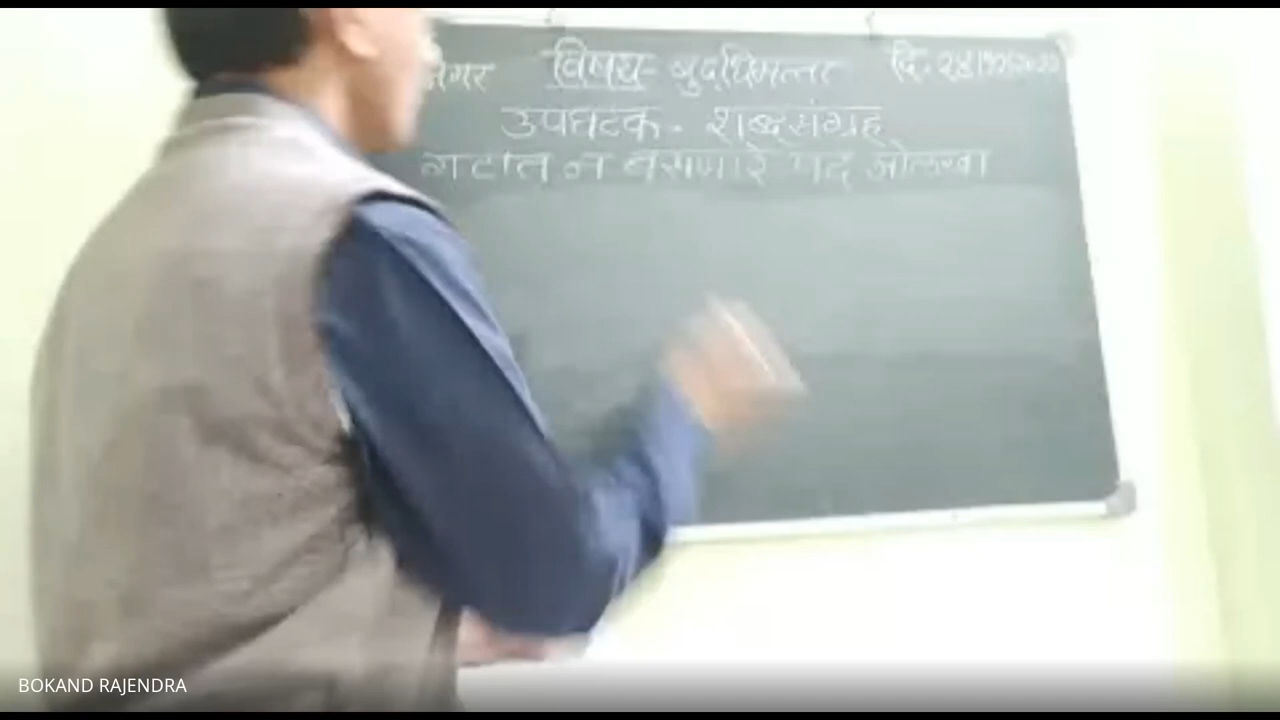 विषय- बुद्धिमत्ता दि.
उपघटक- शब्दसंग्रह
गटात न बसणारे पद ओळखा
BOKAND RAJENDRA